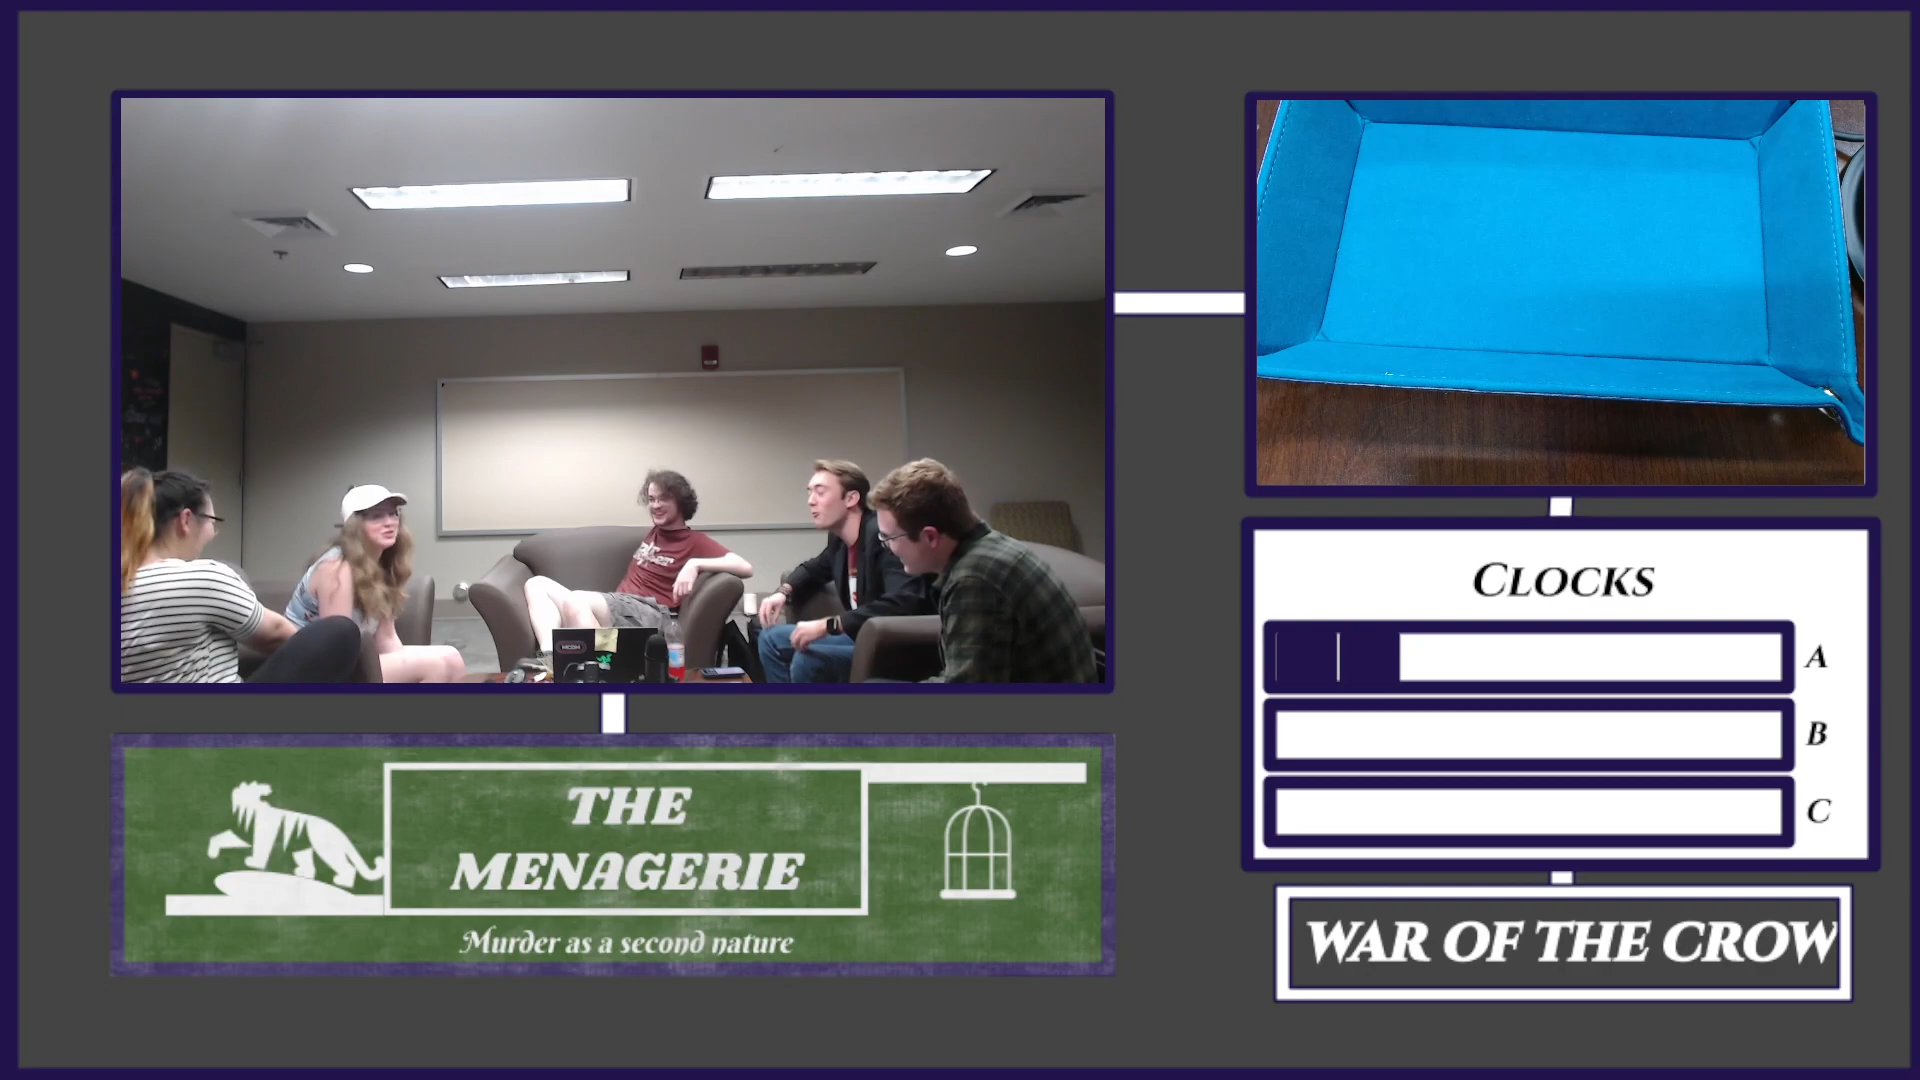 THE
MENAGERIE
Murder as a second nature
CLOCKS
A
B
C
WAR OF THE CROW